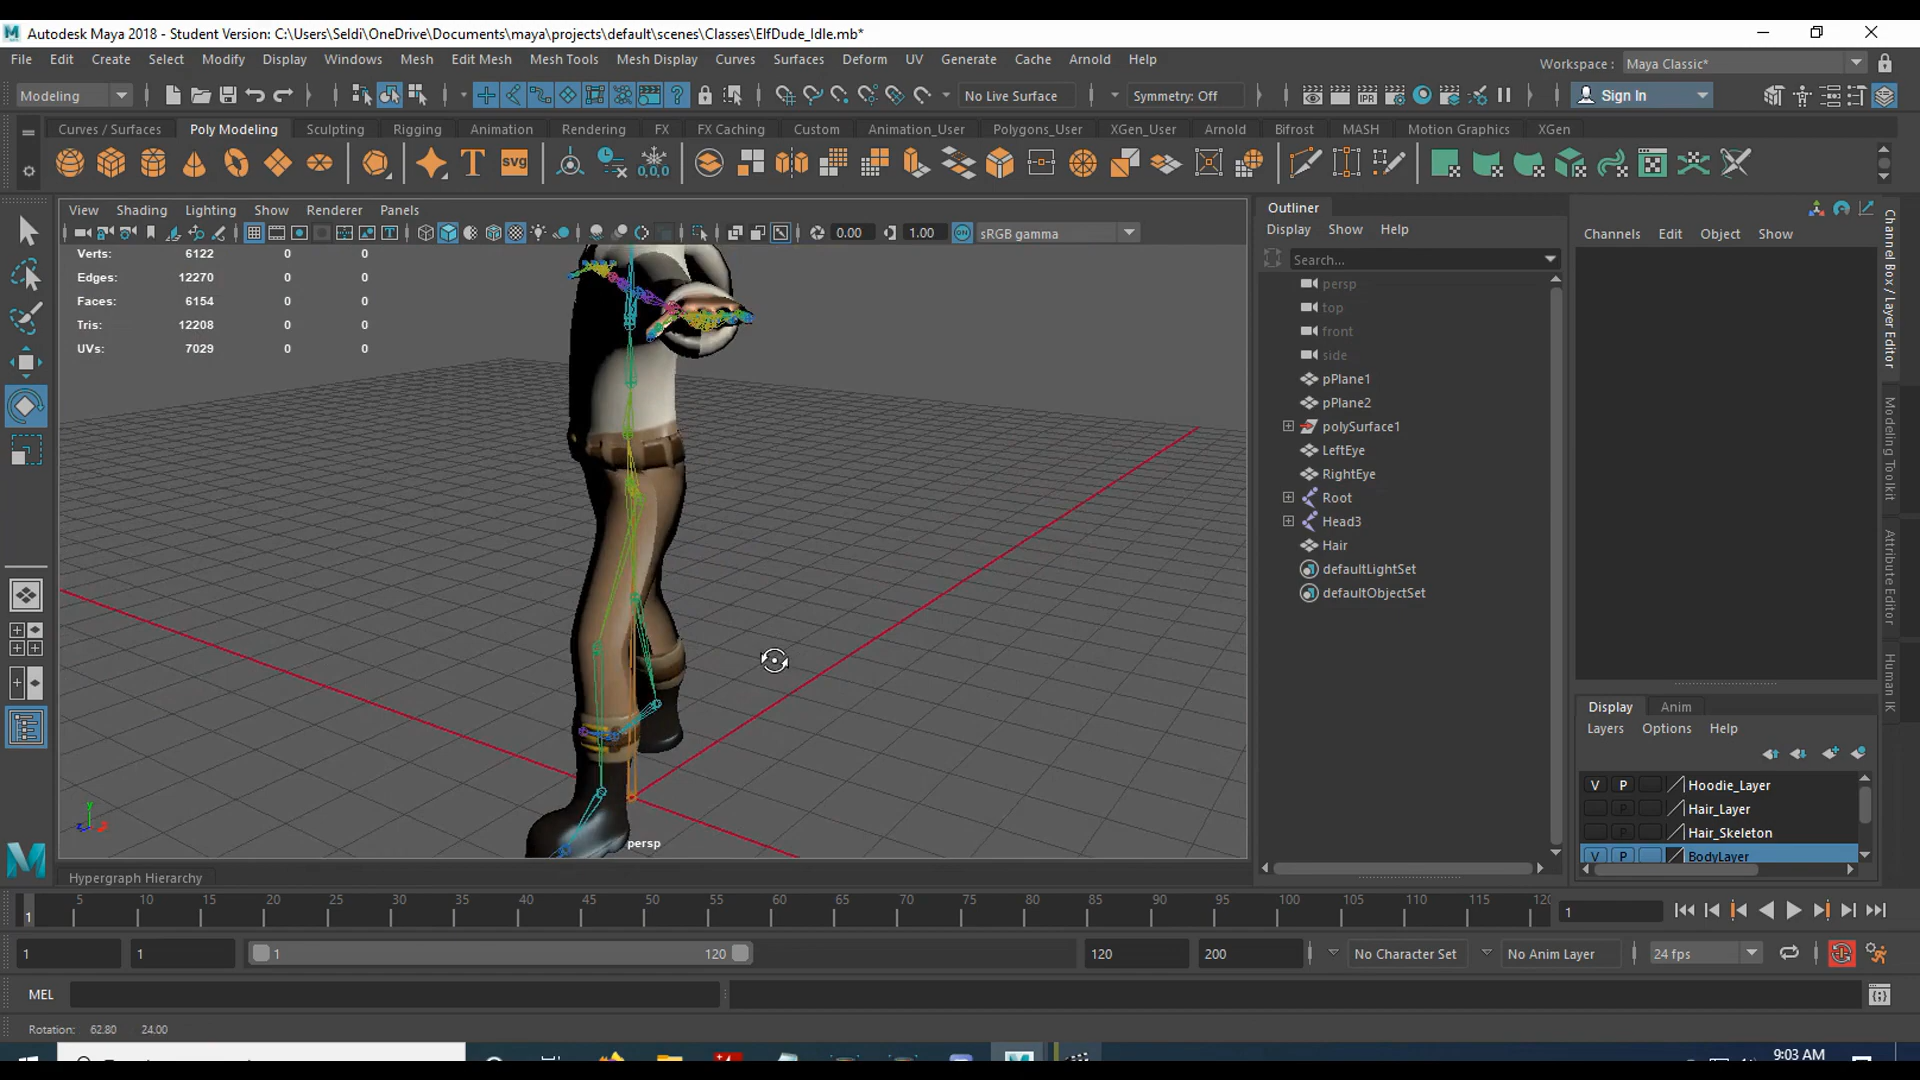 Autodesk Maya 2018 - Student Version: C:\Users\Seldi\OneDrive\Documents\maya\projects\default\scenes\Classes\ElfDude_Idle.mb*
File Edit Create Select Modify Display Windows Mesh Edit Mesh Mesh Tools Mesh Display Curves Surfaces Deform UV Generate Cache Arnold Help
Workspace : Maya Classic*
Modeling No Live Surface Symmetry: Off Sign In
Curves / Surfaces Poly Modeling Sculpting Rigging Animation Rendering FX FX Caching Custom Animation_User Polygons_User XGen_User Arnold Bifrost MASH Motion Graphics XGen
T svg 0,0,0
View Shading Lighting Show Renderer Panels
0.00 1.00 ON sRGB gamma
Verts: 6122 0 0
Edges: 12270 0 0
Faces: 6154 0 0
Tris: 12208 0 0
UVs: 7029 0 0
persp
Hypergraph Hierarchy
Outliner
Display Show Help
Search...
persp
top
front
side
pPlane1
pPlane2
polySurface1
LeftEye
RightEye
Root
Head3
Hair
defaultLightSet
defaultObjectSet
Channels Edit Object Show
Channel Box / Layer Editor
Modeling Toolkit
Attribute Editor
Human IK
Display Anim
Layers Options Help
V P Hoodie_Layer
Hair_Layer
Hair_Skeleton
V P BodyLayer
1 5 10 15 20 25 30 35 40 45 50 55 60 65 70 75 80 85 90 95 100 105 110 115 120
1
1 1 1 120 120 200 No Character Set No Anim Layer 24 fps
MEL
Rotation: 62.80 24.00
9:03 AM